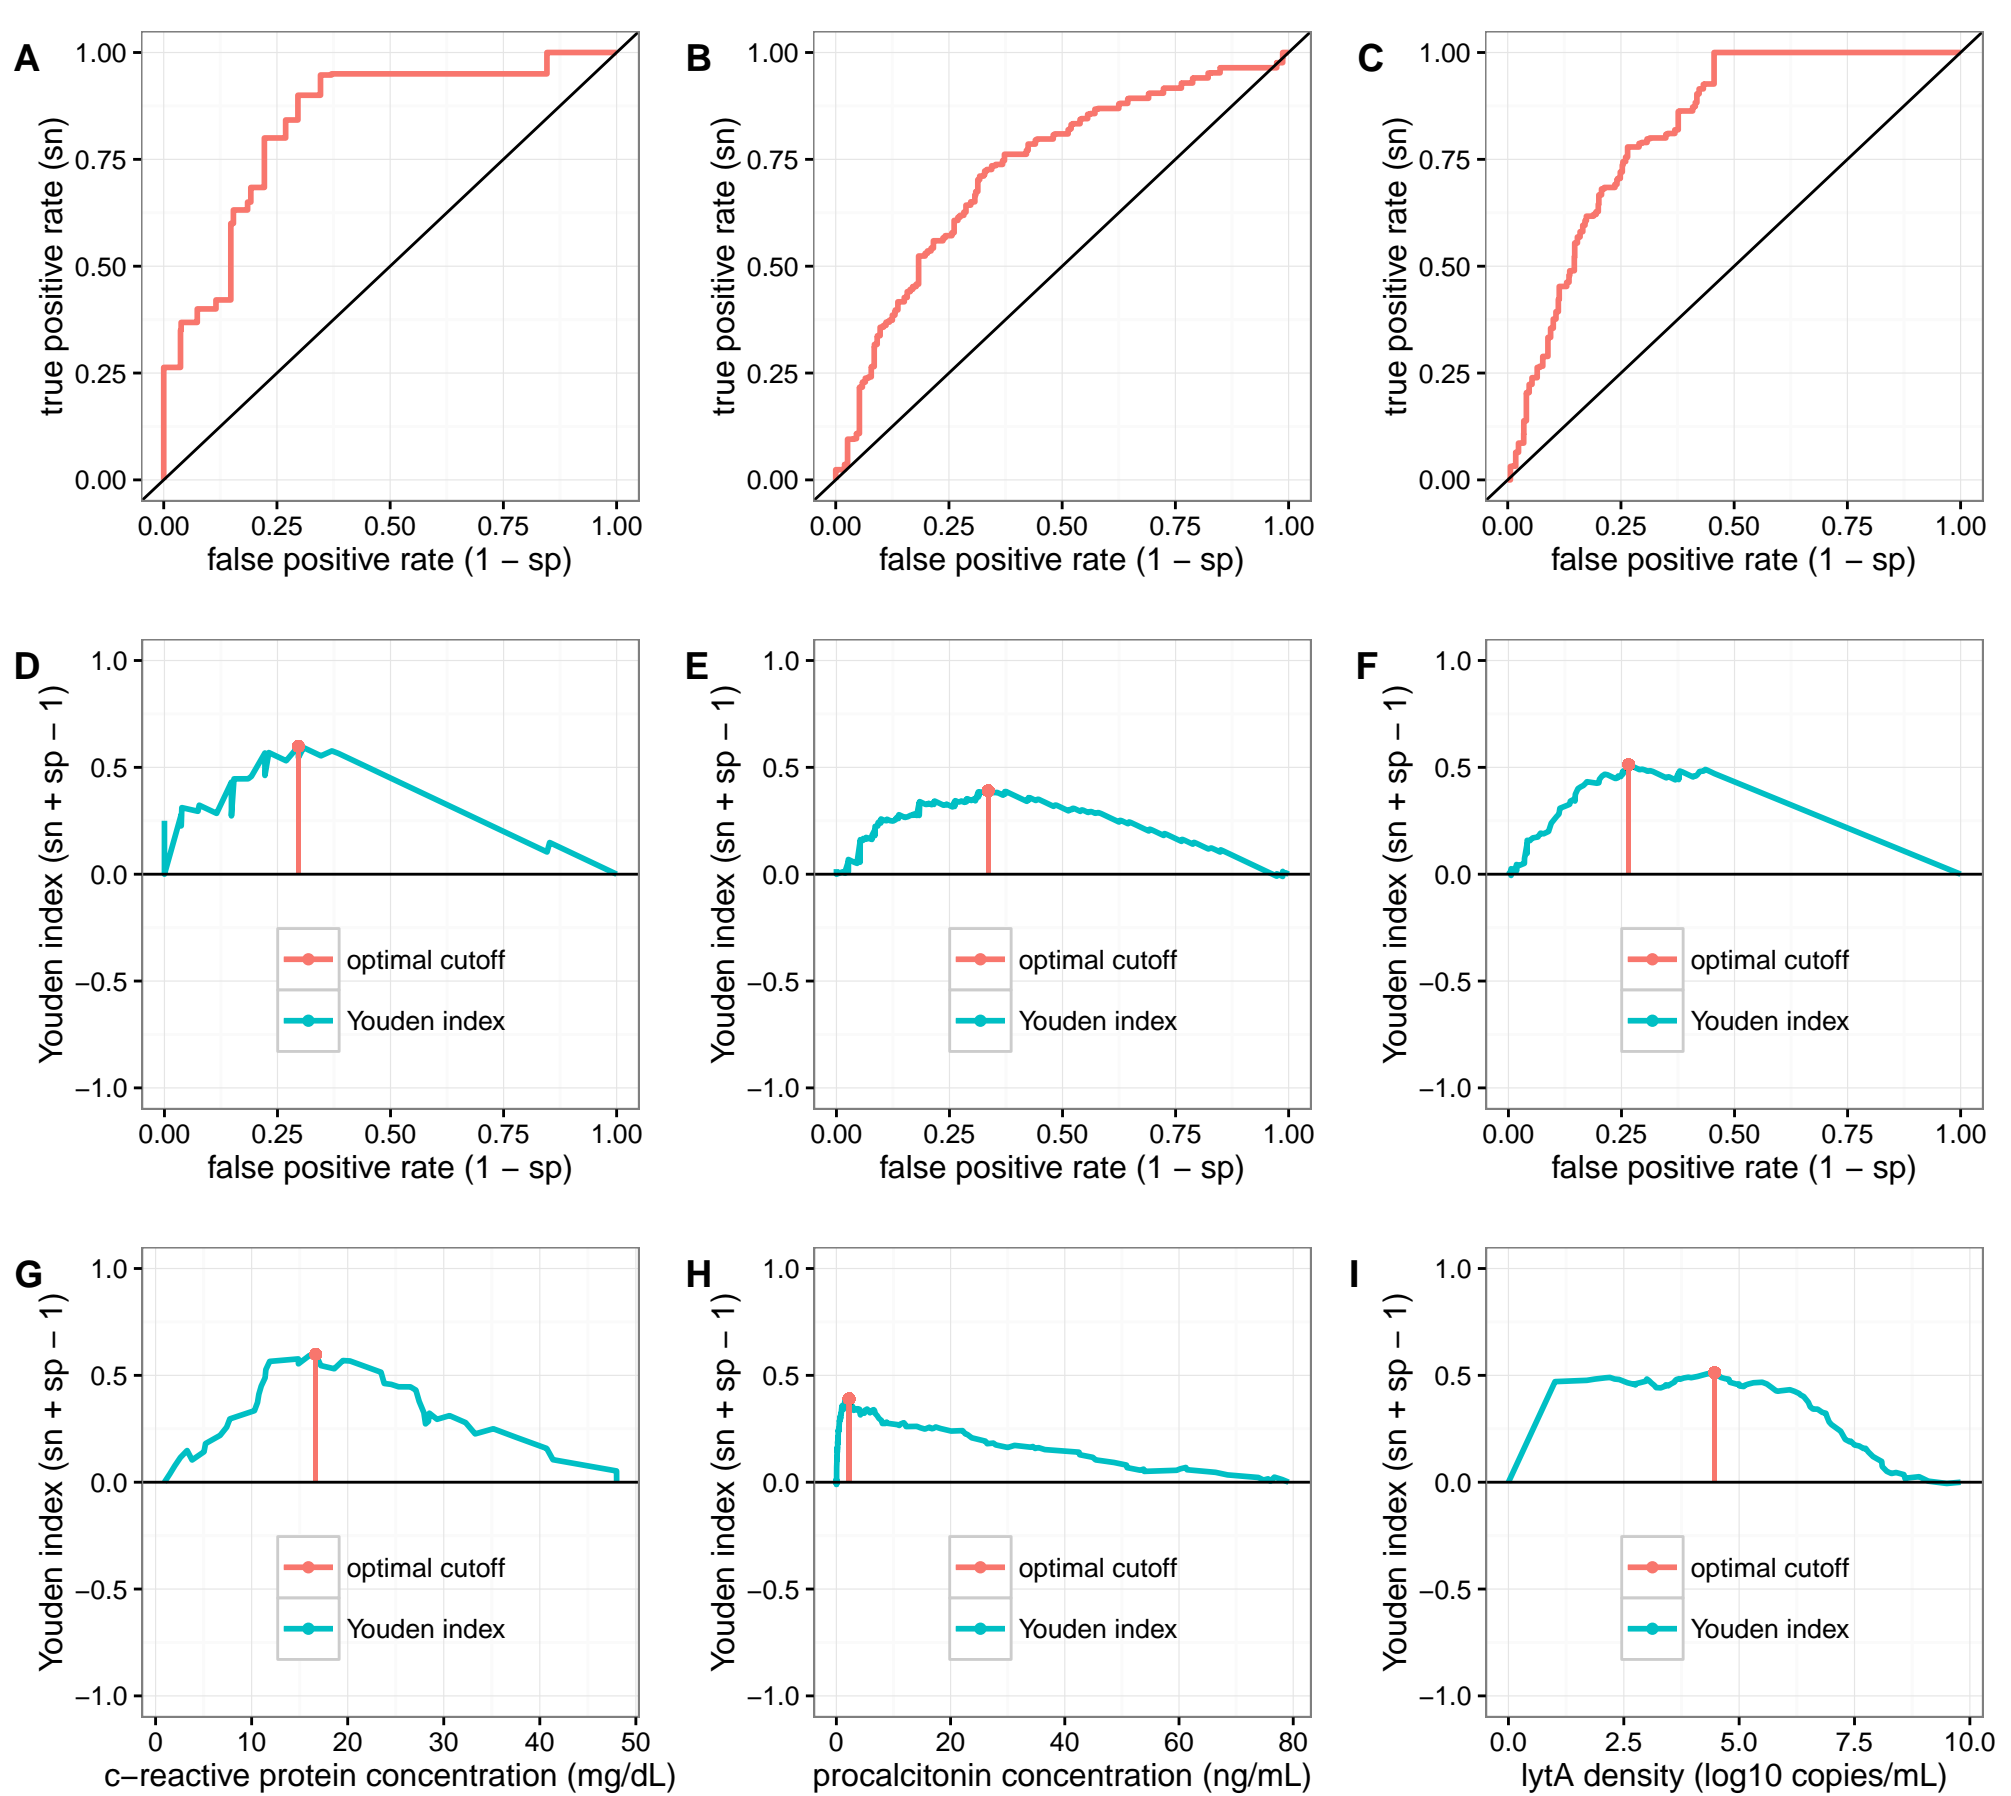 A
true positive rate (sn)
1.00
0.75
0.50
0.25
0.00
0.00 0.25 0.50 0.75 1.00
false positive rate (1 − sp)
B
true positive rate (sn)
1.00
0.75
0.50
0.25
0.00
0.00 0.25 0.50 0.75 1.00
false positive rate (1 − sp)
C
true positive rate (sn)
1.00
0.75
0.50
0.25
0.00
0.00 0.25 0.50 0.75 1.00
false positive rate (1 − sp)
D
Youden index (sn + sp − 1)
1.0
0.5
0.0
−0.5
−1.0
optimal cutoff
Youden index
0.00 0.25 0.50 0.75 1.00
false positive rate (1 − sp)
E
Youden index (sn + sp − 1)
1.0
0.5
0.0
−0.5
−1.0
optimal cutoff
Youden index
0.00 0.25 0.50 0.75 1.00
false positive rate (1 − sp)
F
Youden index (sn + sp − 1)
1.0
0.5
0.0
−0.5
−1.0
optimal cutoff
Youden index
0.00 0.25 0.50 0.75 1.00
false positive rate (1 − sp)
G
Youden index (sn + sp − 1)
1.0
0.5
0.0
−0.5
−1.0
optimal cutoff
Youden index
0 10 20 30 40 50
c−reactive protein concentration (mg/dL)
H
Youden index (sn + sp − 1)
1.0
0.5
0.0
−0.5
−1.0
optimal cutoff
Youden index
0 20 40 60 80
procalcitonin concentration (ng/mL)
I
Youden index (sn + sp − 1)
1.0
0.5
0.0
−0.5
−1.0
optimal cutoff
Youden index
0.0 2.5 5.0 7.5 10.0
lytA density (log10 copies/mL)